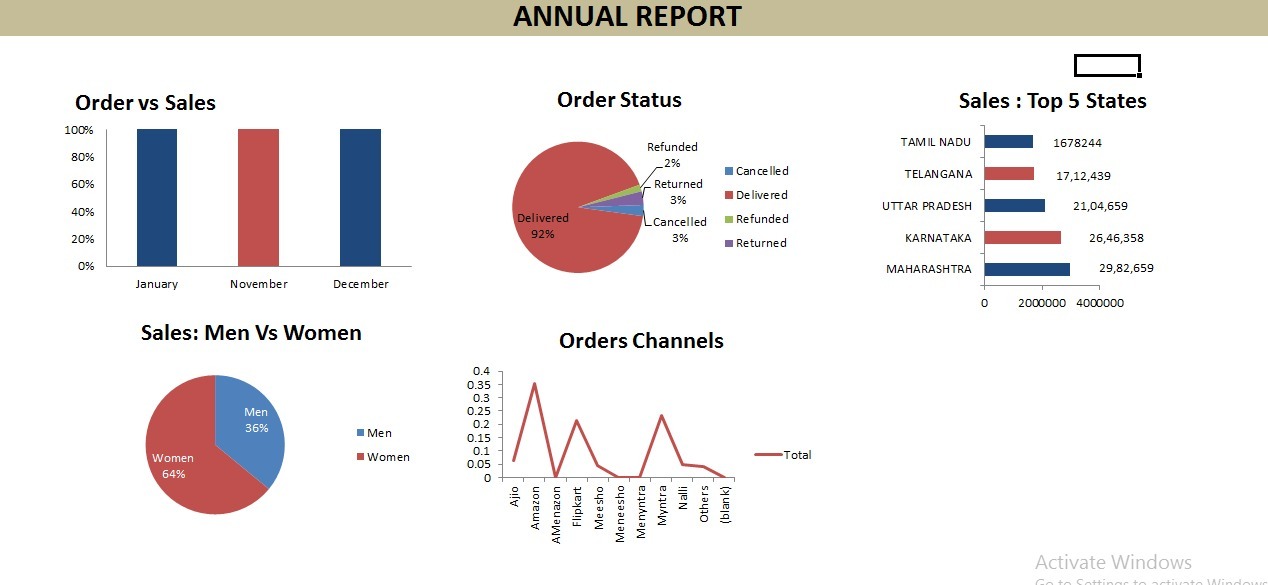 ANNUAL REPORT
Order vs Sales
100%
80%
60%
40%
20%
0%
January
November
December
Order Status
Refunded
2%
Returned
3%
Cancelled
3%
Delivered
92%
Cancelled
Delivered
Refunded
Returned
Sales : Top 5 States
TAMIL NADU 1678244
TELANGANA 17,12,439
UTTAR PRADESH 21,04,659
KARNATAKA 26,46,358
MAHARASHTRA 29,82,659
0 2000000 4000000
Sales: Men Vs Women
Men
36%
Women
64%
Men
Women
Orders Channels
0.4
0.35
0.3
0.25
0.2
0.15
0.1
0.05
0
Ajio
Amazon
AMenazon
Flipkart
Meesho
Meneesho
Menyntra
Myntra
Nalli
Others
(blank)
Total
Activate Windows
Go to Settings to activate Windows